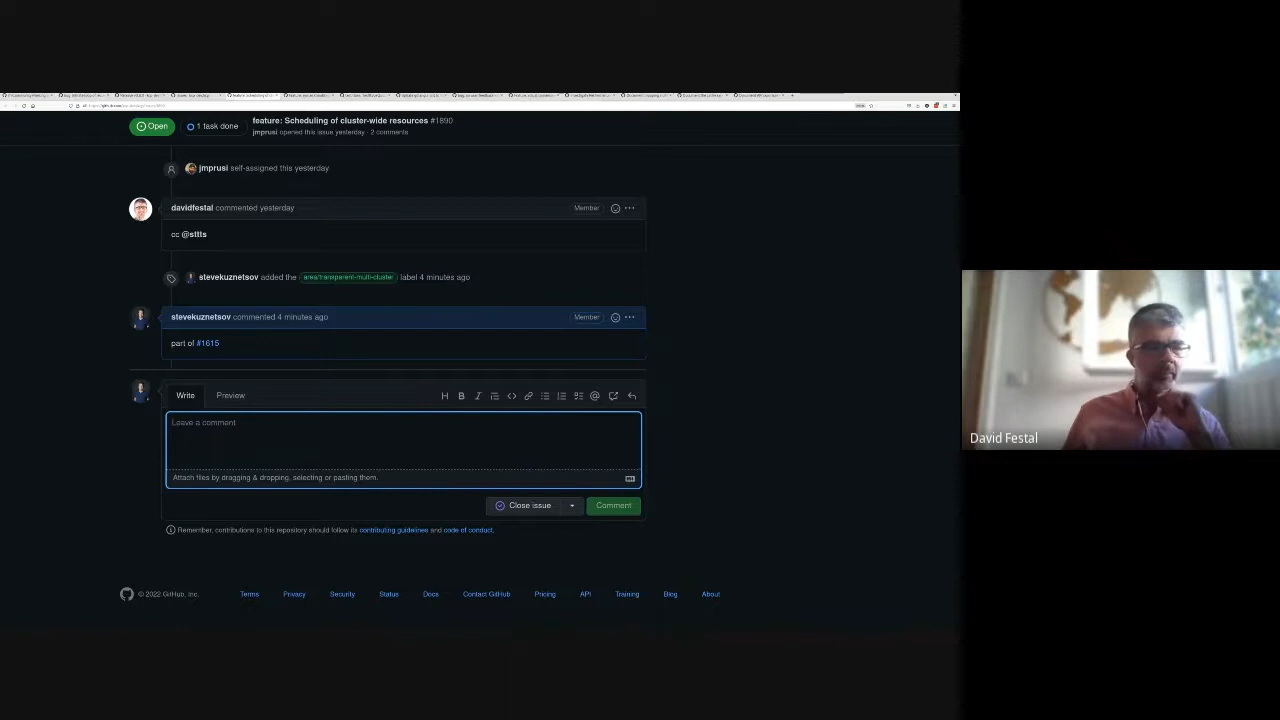 Open
1 task done
feature: Scheduling of cluster-wide resources #1890
jmprusi opened this issue yesterday · 2 comments
jmprusi self-assigned this yesterday
davidfestal commented yesterday
Member
cc @sttts
stevekuznetsov added the area/transparent-multi-cluster label 4 minutes ago
stevekuznetsov commented 4 minutes ago
Member
part of #1615
Write
Preview
Leave a comment
Attach files by dragging & dropping, selecting or pasting them.
Close issue
Comment
Remember, contributions to this repository should follow its contributing guidelines and code of conduct.
© 2022 GitHub, Inc.
Terms
Privacy
Security
Status
Docs
Contact GitHub
Pricing
API
Training
Blog
About
David Festal